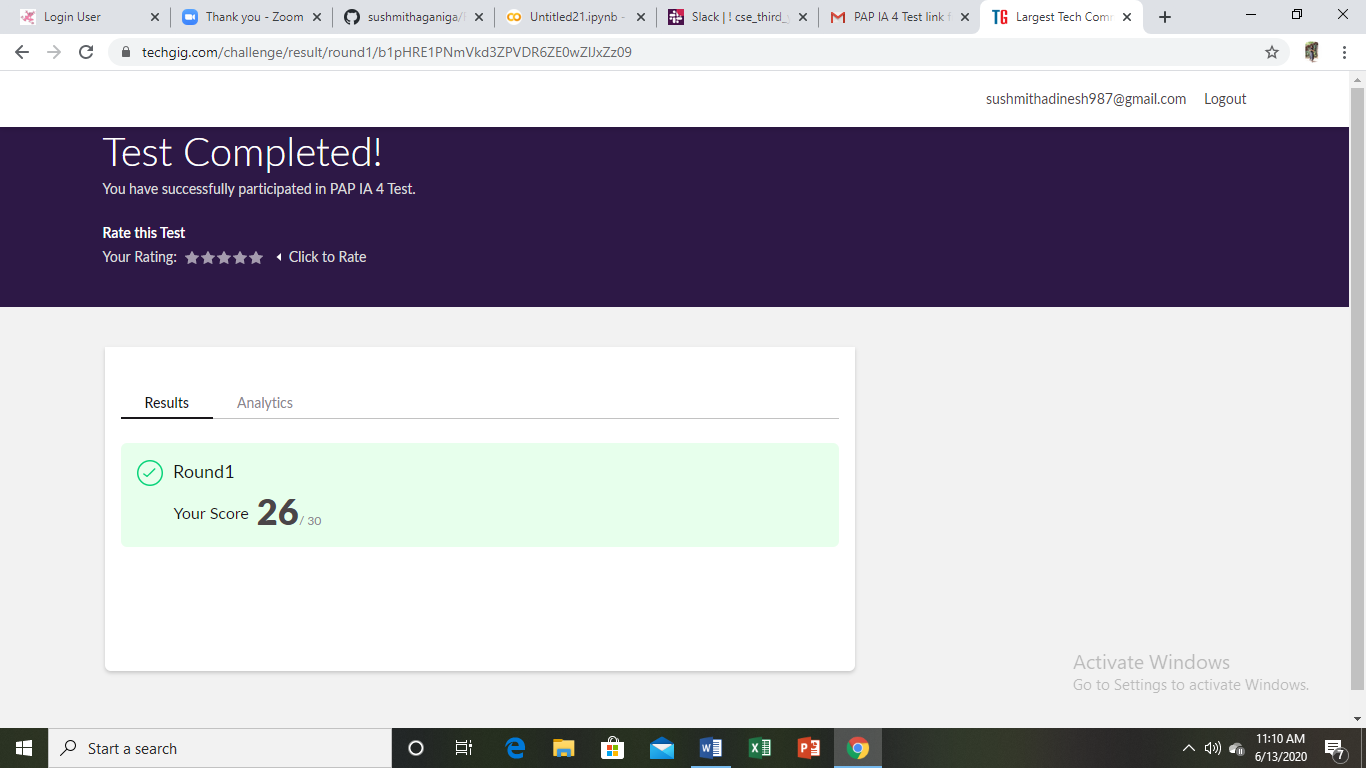 Login User
Thank you - Zoom
sushmithaganiga/
Untitled21.ipynb -
Slack | ! cse_third_
PAP IA 4 Test link f
TG Largest Tech Com
techgig.com/challenge/result/round1/b1pHRE1PNmVkd3ZPVDR6ZE0wZlJxZz09
sushmithadinesh987@gmail.com Logout
Test Completed!
You have successfully participated in PAP IA 4 Test.
Rate this Test
Your Rating: Click to Rate
Results Analytics
Round1
Your Score 26 / 30
Activate Windows
Go to Settings to activate Windows.
Start a search
11:10 AM
6/13/2020
7